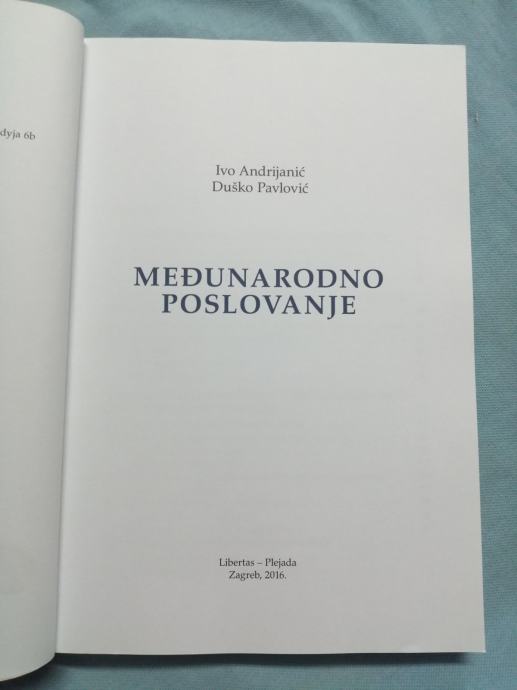 dyja 6b
Ivo Andrijanić
Duško Pavlović
MEĐUNARODNO
POSLOVANJE
Libertas – Plejada
Zagreb, 2016.